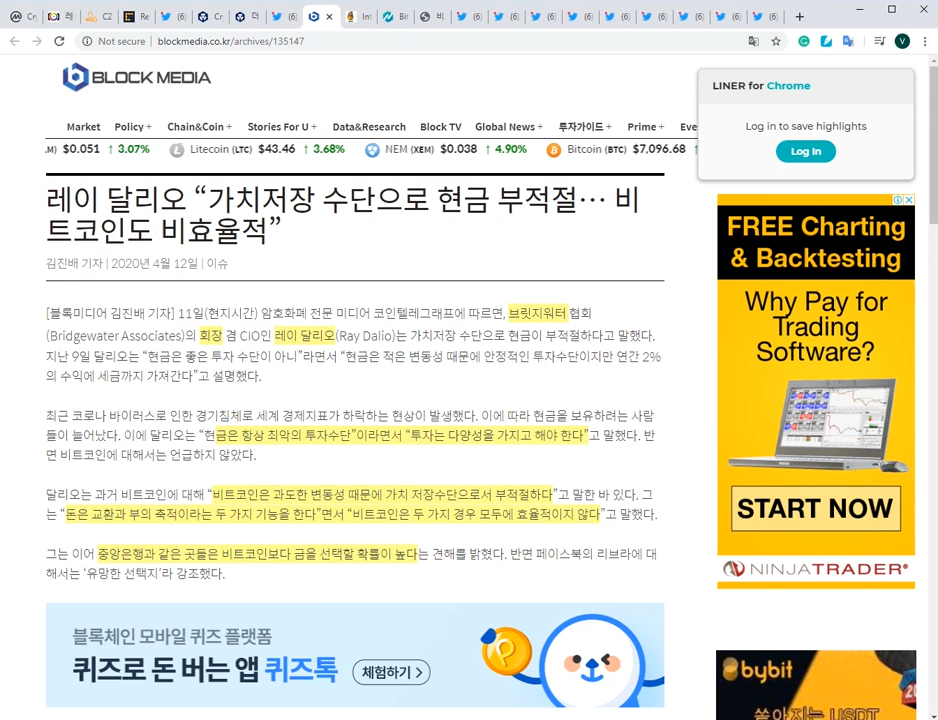 Cr
레
CZ
Re
(6)
Cr
더
(6)
Int
Bit
비
(6)
(6)
(6)
(6)
(6)
(6)
(6)
(6)
(6)
Not secure | blockmedia.co.kr/archives/135147
V
BLOCK MEDIA
LINER for Chrome
Log in to save highlights
Log In
Market Policy + Chain&Coin + Stories For U + Data&Research Block TV Global News + 투자가이드 + Prime + Eve
.M) $0.051 ↑ 3.07% Litecoin (LTC) $43.46 ↑ 3.68% NEM (XEM) $0.038 ↑ 4.90% Bitcoin (BTC) $7,096.68 ↑
레이 달리오 “가치저장 수단으로 현금 부적절… 비
트코인도 비효율적”
김진배 기자 | 2020년 4월 12일 | 이슈
[블록미디어 김진배 기자] 11일(현지시간) 암호화폐 전문 미디어 코인텔레그래프에 따르면, 브릿지워터 협회
(Bridgewater Associates)의 회장 겸 CIO인 레이 달리오(Ray Dalio)는 가치저장 수단으로 현금이 부적절하다고 말했다.
지난 9일 달리오는 “현금은 좋은 투자 수단이 아니”라면서 “현금은 적은 변동성 때문에 안정적인 투자수단이지만 연간 2%
의 수익에 세금까지 가져간다”고 설명했다.
최근 코로나 바이러스로 인한 경기침체로 세계 경제지표가 하락하는 현상이 발생했다. 이에 따라 현금을 보유하려는 사람
들이 늘어났다. 이에 달리오는 “현금은 항상 최악의 투자수단”이라면서 “투자는 다양성을 가지고 해야 한다”고 말했다. 반
면 비트코인에 대해서는 언급하지 않았다.
달리오는 과거 비트코인에 대해 “비트코인은 과도한 변동성 때문에 가치 저장수단으로서 부적절하다”고 말한 바 있다. 그
는 “돈은 교환과 부의 축적이라는 두 가지 기능을 한다”면서 “비트코인은 두 가지 경우 모두에 효율적이지 않다”고 말했다.
그는 이어 중앙은행과 같은 곳들은 비트코인보다 금을 선택할 확률이 높다는 견해를 밝혔다. 반면 페이스북의 리브라에 대
해서는 ‘유망한 선택지’라 강조했다.
블록체인 모바일 퀴즈 플랫폼
퀴즈로 돈 버는 앱 퀴즈톡 체험하기 >
FREE Charting
& Backtesting
Why Pay for
Trading
Software?
START NOW
NINJATRADER®
bybit
쏟아지는 USDT